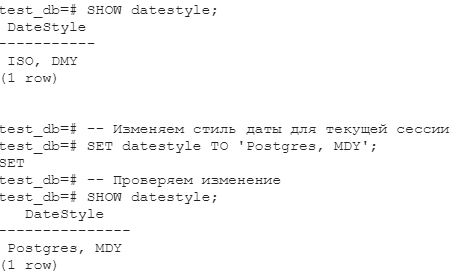 test_db=# SHOW datestyle;
 DateStyle
-----------
 ISO, DMY
(1 row)
test_db=# -- Изменяем стиль даты для текущей сессии
test_db=# SET datestyle TO 'Postgres, MDY';
SET
test_db=# -- Проверяем изменение
test_db=# SHOW datestyle;
   DateStyle
---------------
 Postgres, MDY
(1 row)